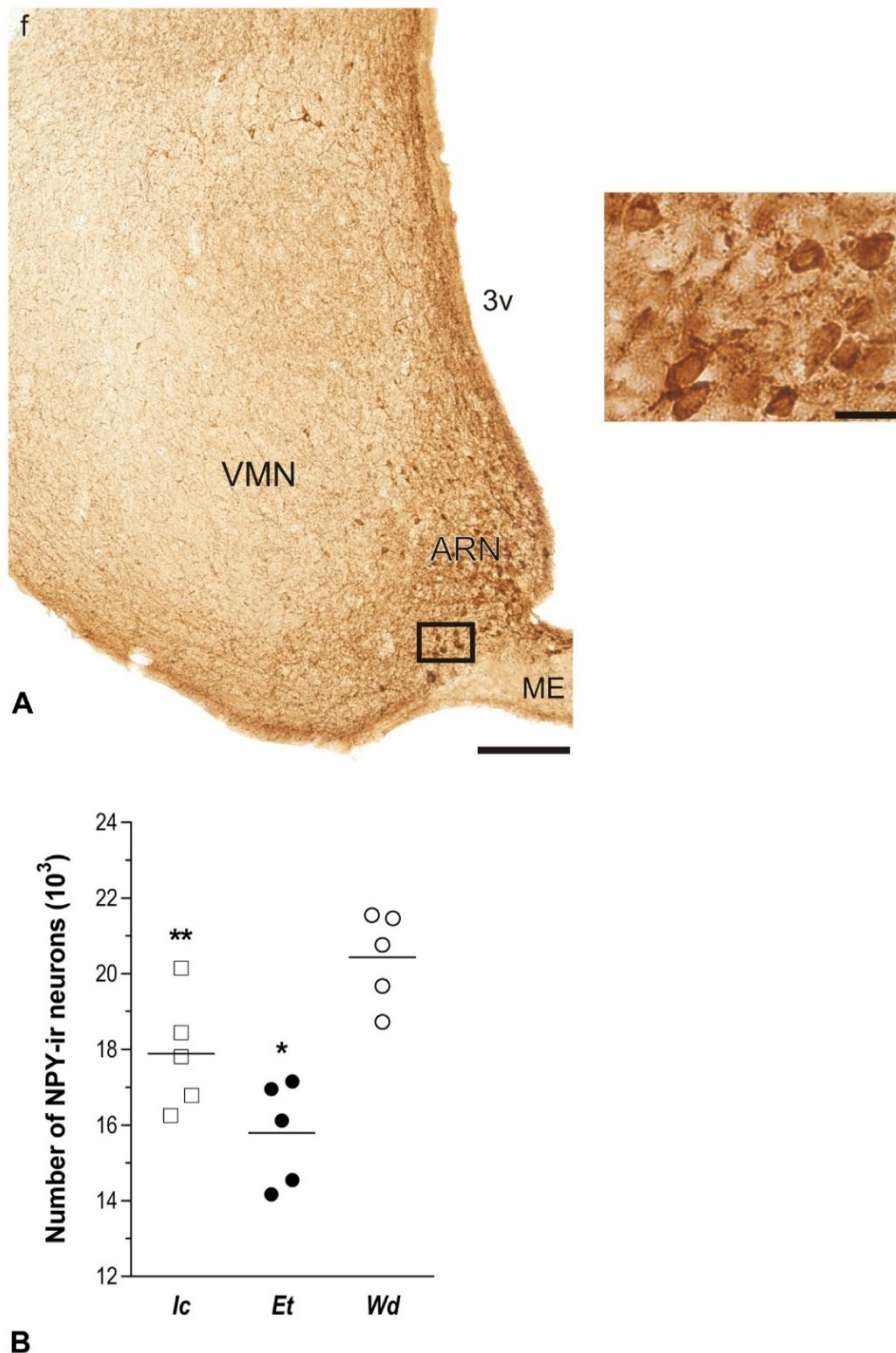 f
3v
VMN
ARN
ME
A
Number of NPY-ir neurons (10³)
24
22
20
18
16
14
12
**
*
Ic
Et
Wd
B